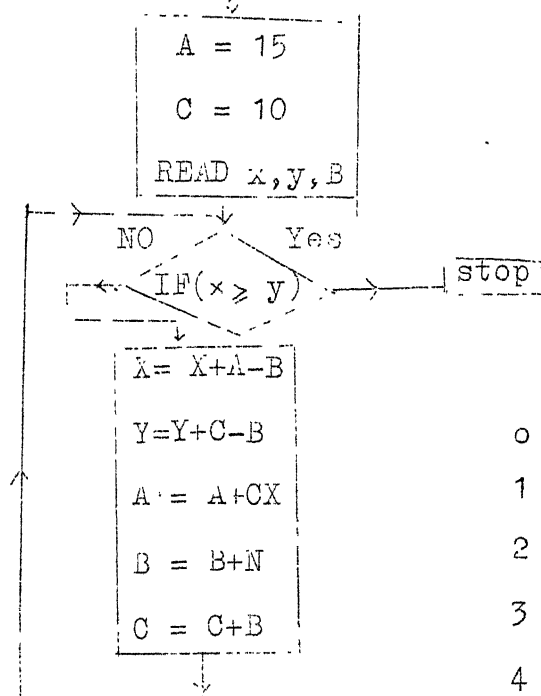 A = 15
C = 10
READ x,y,B
NO Yes
IF(x ⩾ y)
stop
X= X+A-B
Y=Y+C-B
A = A+CX
B = B+N
C = C+B
0
1
2
3
4